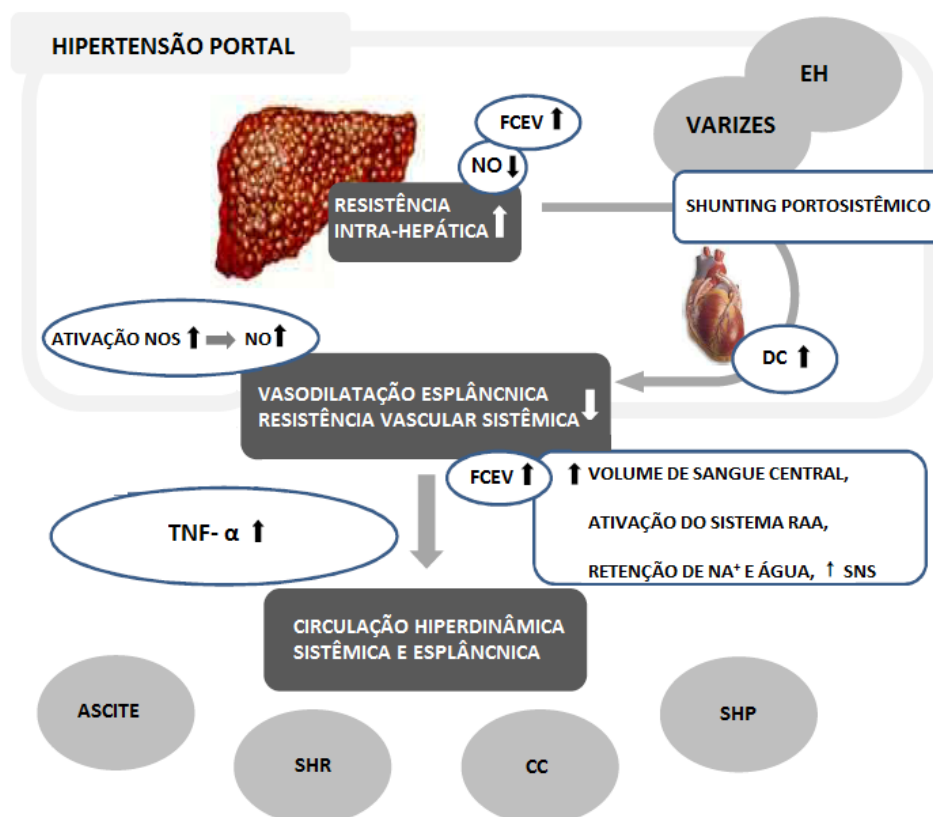 HIPERTENSÃO PORTAL
EH
VARIZES
FCEV ⬆
NO ⬇
RESISTÊNCIA
INTRA-HEPÁTICA ⬆
SHUNTING PORTOSISTÊMICO
ATIVAÇÃO NOS ⬆ ➡ NO ⬆
DC ⬆
VASODILATAÇÃO ESPLÂNCNICA
RESISTÊNCIA VASCULAR SISTÊMICA ⬇
FCEV ⬆
⬆ VOLUME DE SANGUE CENTRAL,
ATIVAÇÃO DO SISTEMA RAA,
RETENÇÃO DE NA⁺ E ÁGUA, ↑ SNS
TNF- α ⬆
CIRCULAÇÃO HIPERDINÂMICA
SISTÊMICA E ESPLÂNCNICA
ASCITE
SHR
CC
SHP